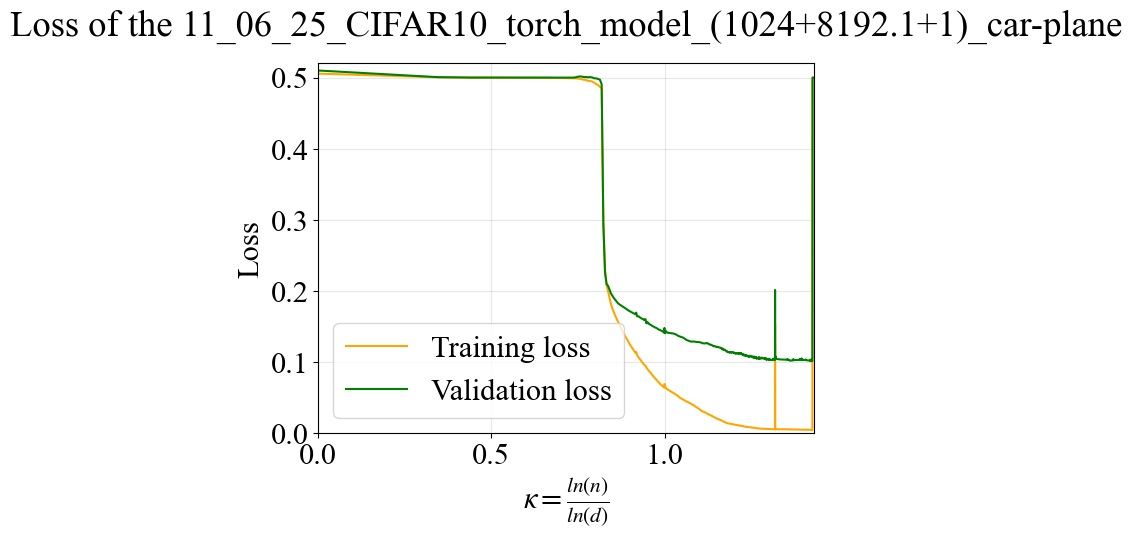 Loss of the 11_06_25_CIFAR10_torch_model_(1024+8192.1+1)_car-plane
0.5
0.4
0.3
0.2
0.1
0.0
Loss
Training loss
Validation loss
0.0 0.5 1.0
κ = ln(n) / ln(d)